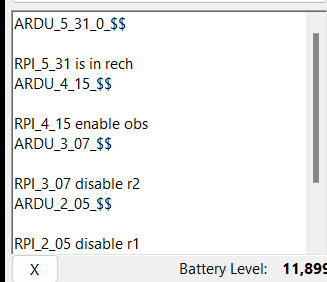 ARDU_5_31_0_$$
RPI_5_31 is in rech
ARDU_4_15_$$
RPI_4_15 enable obs
ARDU_3_07_$$
RPI_3_07 disable r2
ARDU_2_05_$$
RPI_2_05 disable r1
X Battery Level: 11,899